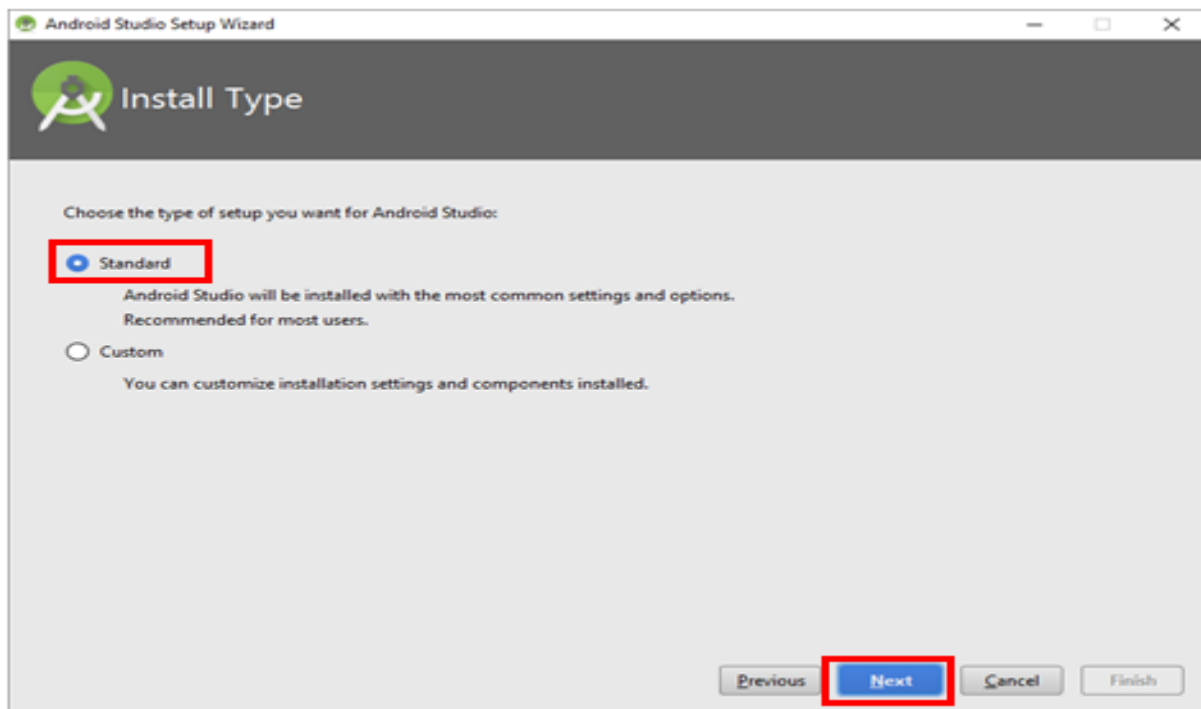 Android Studio Setup Wizard
Install Type
Choose the type of setup you want for Android Studio:
Standard
Android Studio will be installed with the most common settings and options.
Recommended for most users.
Custom
You can customize installation settings and components installed.
Previous Next Cancel Finish